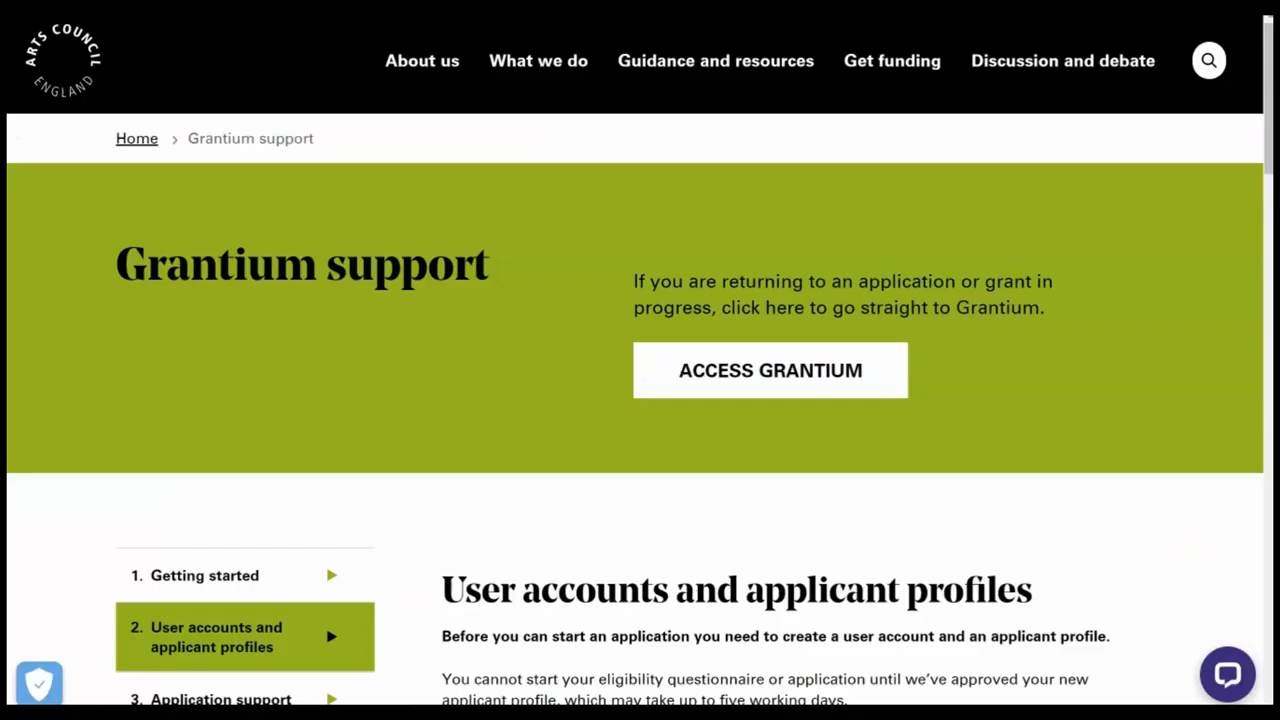 ARTS COUNCIL
ENGLAND
About us
What we do
Guidance and resources
Get funding
Discussion and debate
Home > Grantium support
Grantium support
If you are returning to an application or grant in
progress, click here to go straight to Grantium.
ACCESS GRANTIUM
1. Getting started
2. User accounts and
applicant profiles
3. Application support
User accounts and applicant profiles
Before you can start an application you need to create a user account and an applicant profile.
You cannot start your eligibility questionnaire or application until we’ve approved your new
applicant profile, which may take up to five working days.